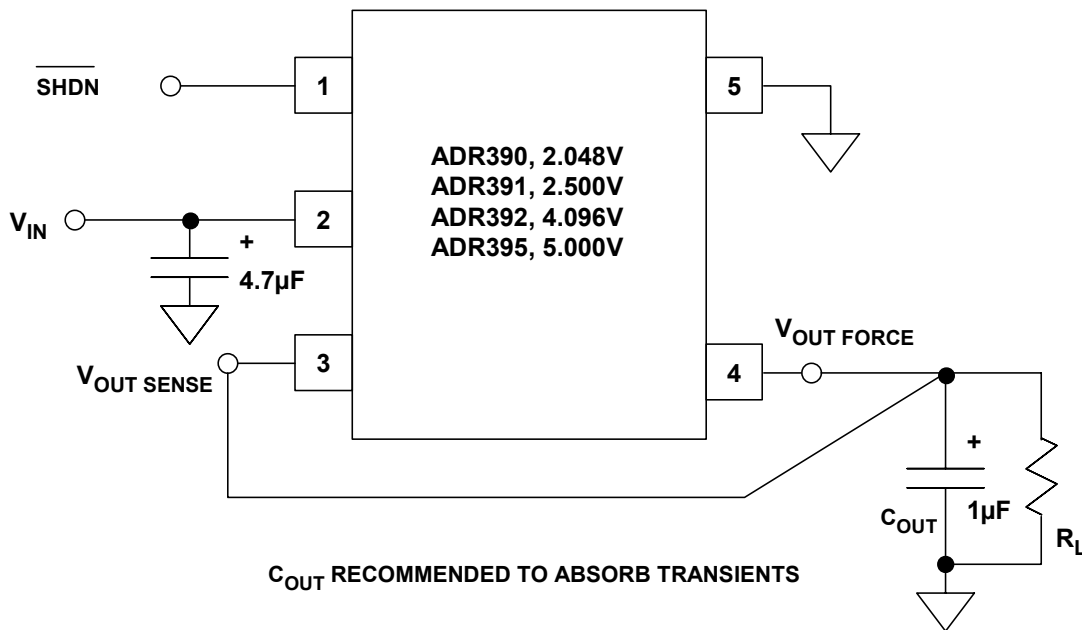 SHDN
1
5
ADR390, 2.048V
ADR391, 2.500V
ADR392, 4.096V
ADR395, 5.000V
VIN
2
+
4.7µF
VOUT SENSE
3
4
VOUT FORCE
+
1µF
COUT
RL
COUT RECOMMENDED TO ABSORB TRANSIENTS